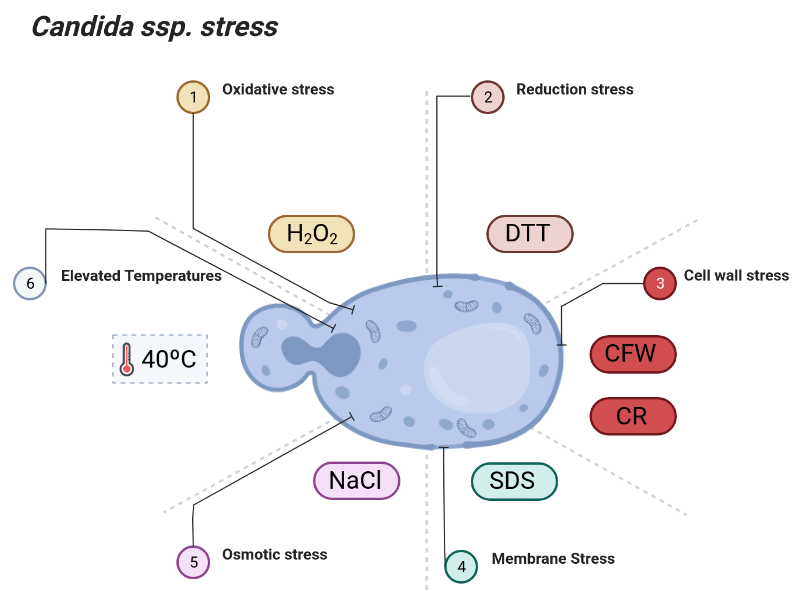 Candida ssp. stress
1
Oxidative stress
H₂O₂
2
Reduction stress
DTT
3
Cell wall stress
CFW
CR
4
Membrane Stress
SDS
5
Osmotic stress
NaCl
6
Elevated Temperatures
40ºC